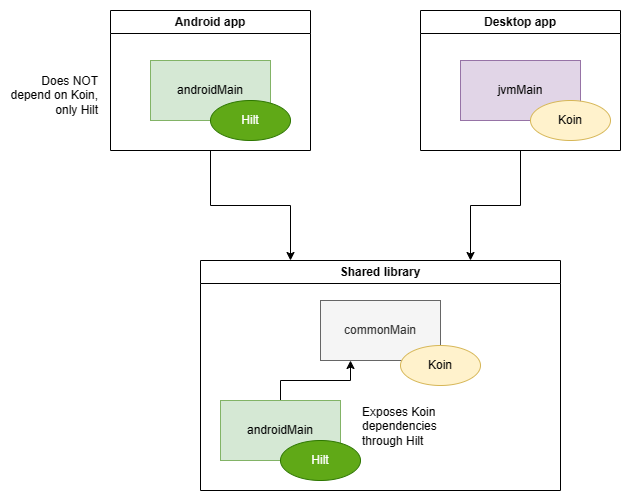 Android app
androidMain
Hilt
Does NOT
depend on Koin,
only Hilt
Desktop app
jvmMain
Koin
Shared library
commonMain
Koin
androidMain
Hilt
Exposes Koin
dependencies
through Hilt